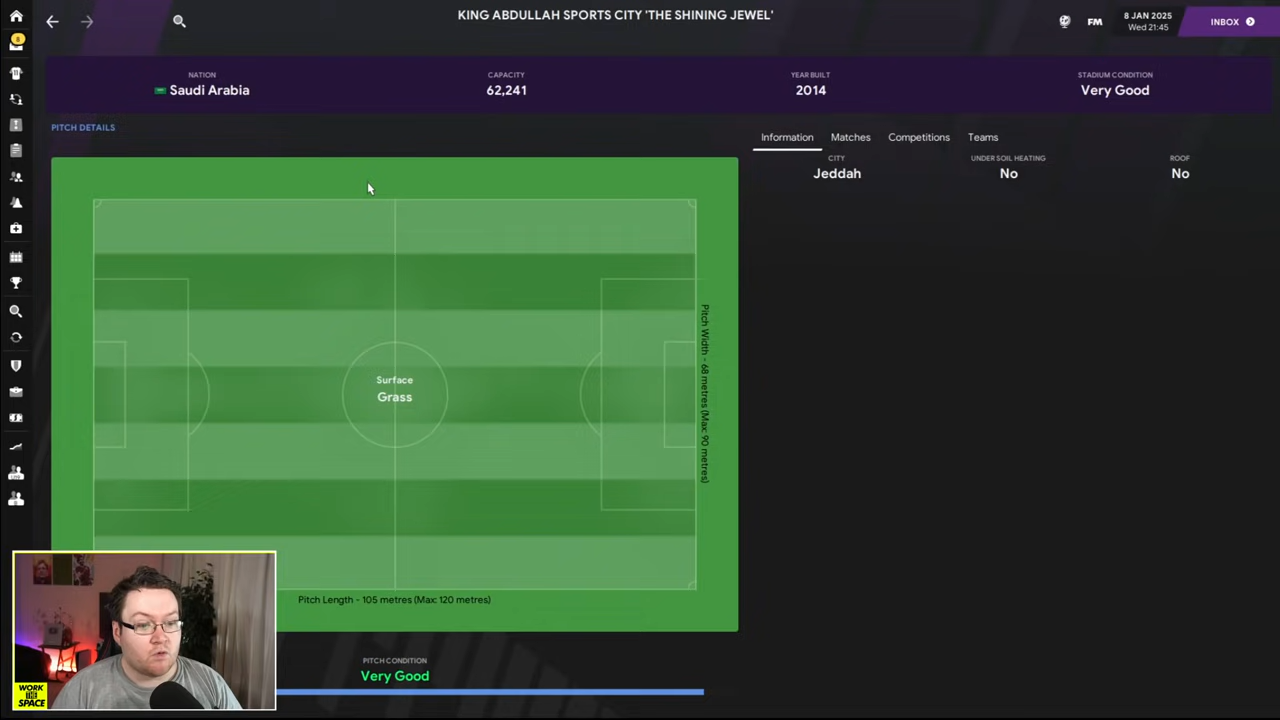 KING ABDULLAH SPORTS CITY 'THE SHINING JEWEL'
FM
8 JAN 2025
Wed 21:45
INBOX
8
NATION
Saudi Arabia
CAPACITY
62,241
YEAR BUILT
2014
STADIUM CONDITION
Very Good
PITCH DETAILS
Information
Matches
Competitions
Teams
CITY
Jeddah
UNDER SOIL HEATING
No
ROOF
No
Surface
Grass
Pitch Width - 68 metres (Max: 90 metres)
Pitch Length - 105 metres (Max: 120 metres)
PITCH CONDITION
Very Good
WORK
THE
SPACE